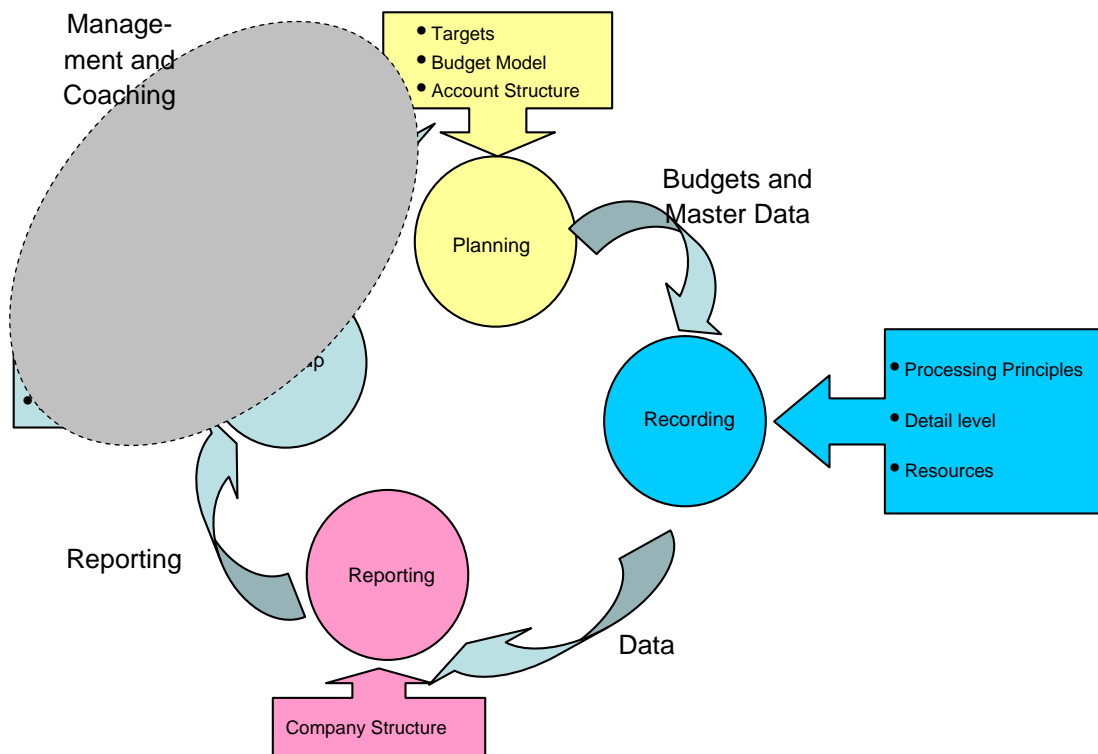 Manage-
ment and
Coaching
• Targets
• Budget Model
• Account Structure
Planning
Budgets and
Master Data
Recording
• Processing Principles
• Detail level
• Resources
Reporting
Reporting
Data
Company Structure